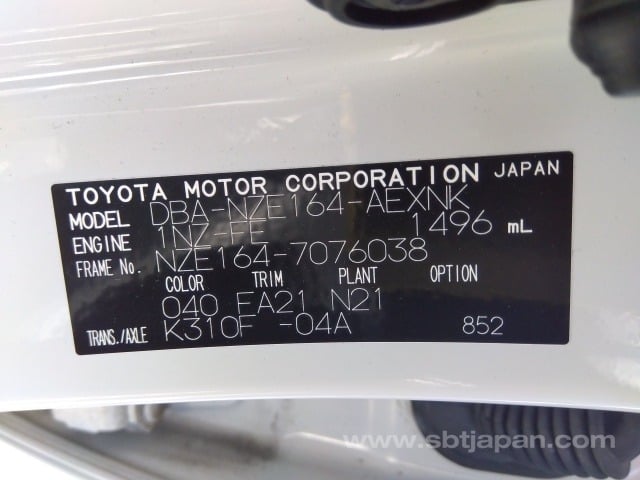 TOYOTA MOTOR CORPORATION JAPAN
MODEL DBA-NZE164-AEXNK
ENGINE 1NZ-FE 1496 mL
FRAME No. NZE164-7076038
COLOR TRIM PLANT OPTION
040 FA21 N21
TRANS./AXLE K310F -04A 852
www.sbtjapan.com